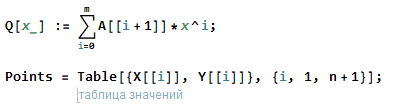 Q[x_] := m∑i=0 A[[i + 1]] * x^i;
Points = Table[{X[[i]], Y[[i]]}, {i, 1, n + 1}];
таблица значений